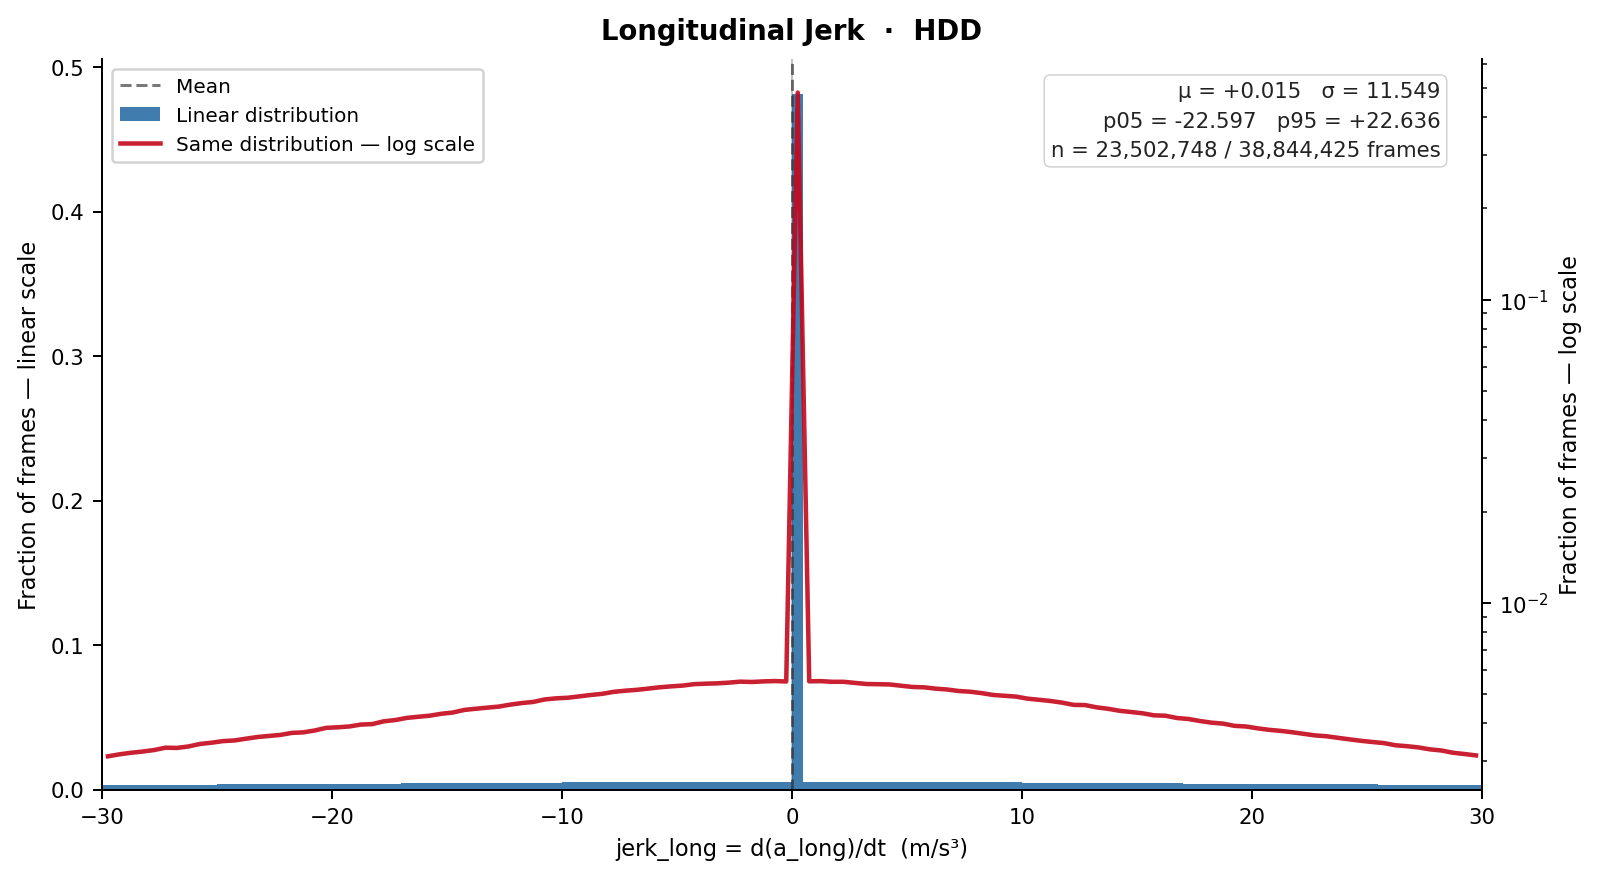 Longitudinal Jerk · HDD
Mean
Linear distribution
Same distribution — log scale
μ = +0.015 σ = 11.549
p05 = -22.597 p95 = +22.636
n = 23,502,748 / 38,844,425 frames
Fraction of frames — linear scale
0.5
0.4
0.3
0.2
0.1
0.0
10⁻¹
10⁻²
Fraction of frames — log scale
−30
−20
−10
0
10
20
30
jerk_long = d(a_long)/dt (m/s³)